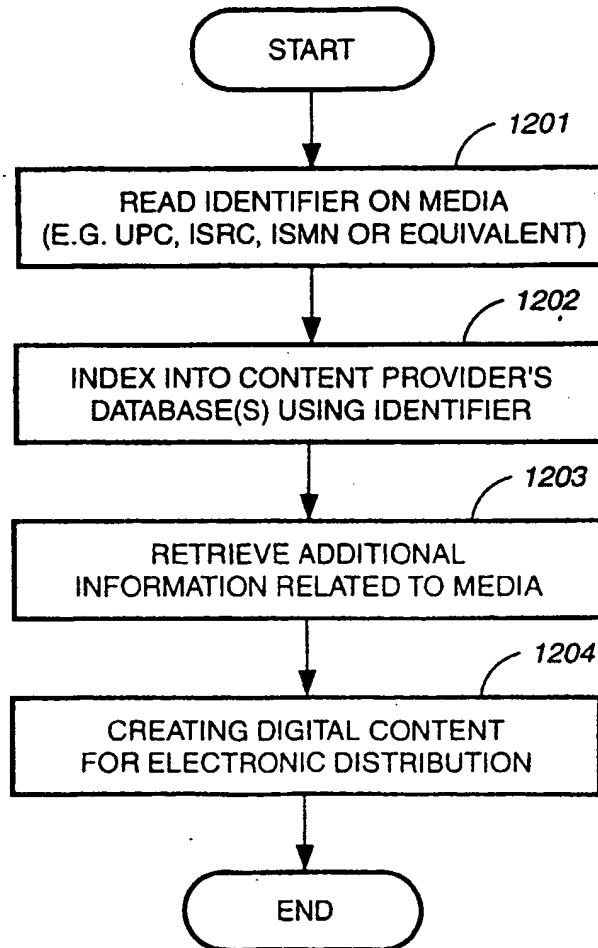 START
1201
READ IDENTIFIER ON MEDIA
(E.G. UPC, ISRC, ISMN OR EQUIVALENT)
1202
INDEX INTO CONTENT PROVIDER'S
DATABASE(S) USING IDENTIFIER
1203
RETRIEVE ADDITIONAL
INFORMATION RELATED TO MEDIA
1204
CREATING DIGITAL CONTENT
FOR ELECTRONIC DISTRIBUTION
END